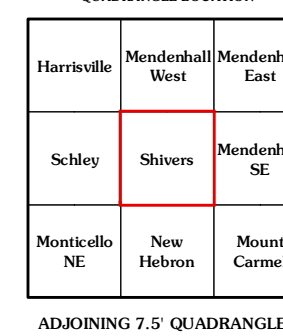 Harrisville
Mendenhall
West
Mendenh
East
Schley
Shivers
Mendenh
SE
Monticello
NE
New
Hebron
Mount
Carme
ADJOINING 7.5' QUADRANGLE